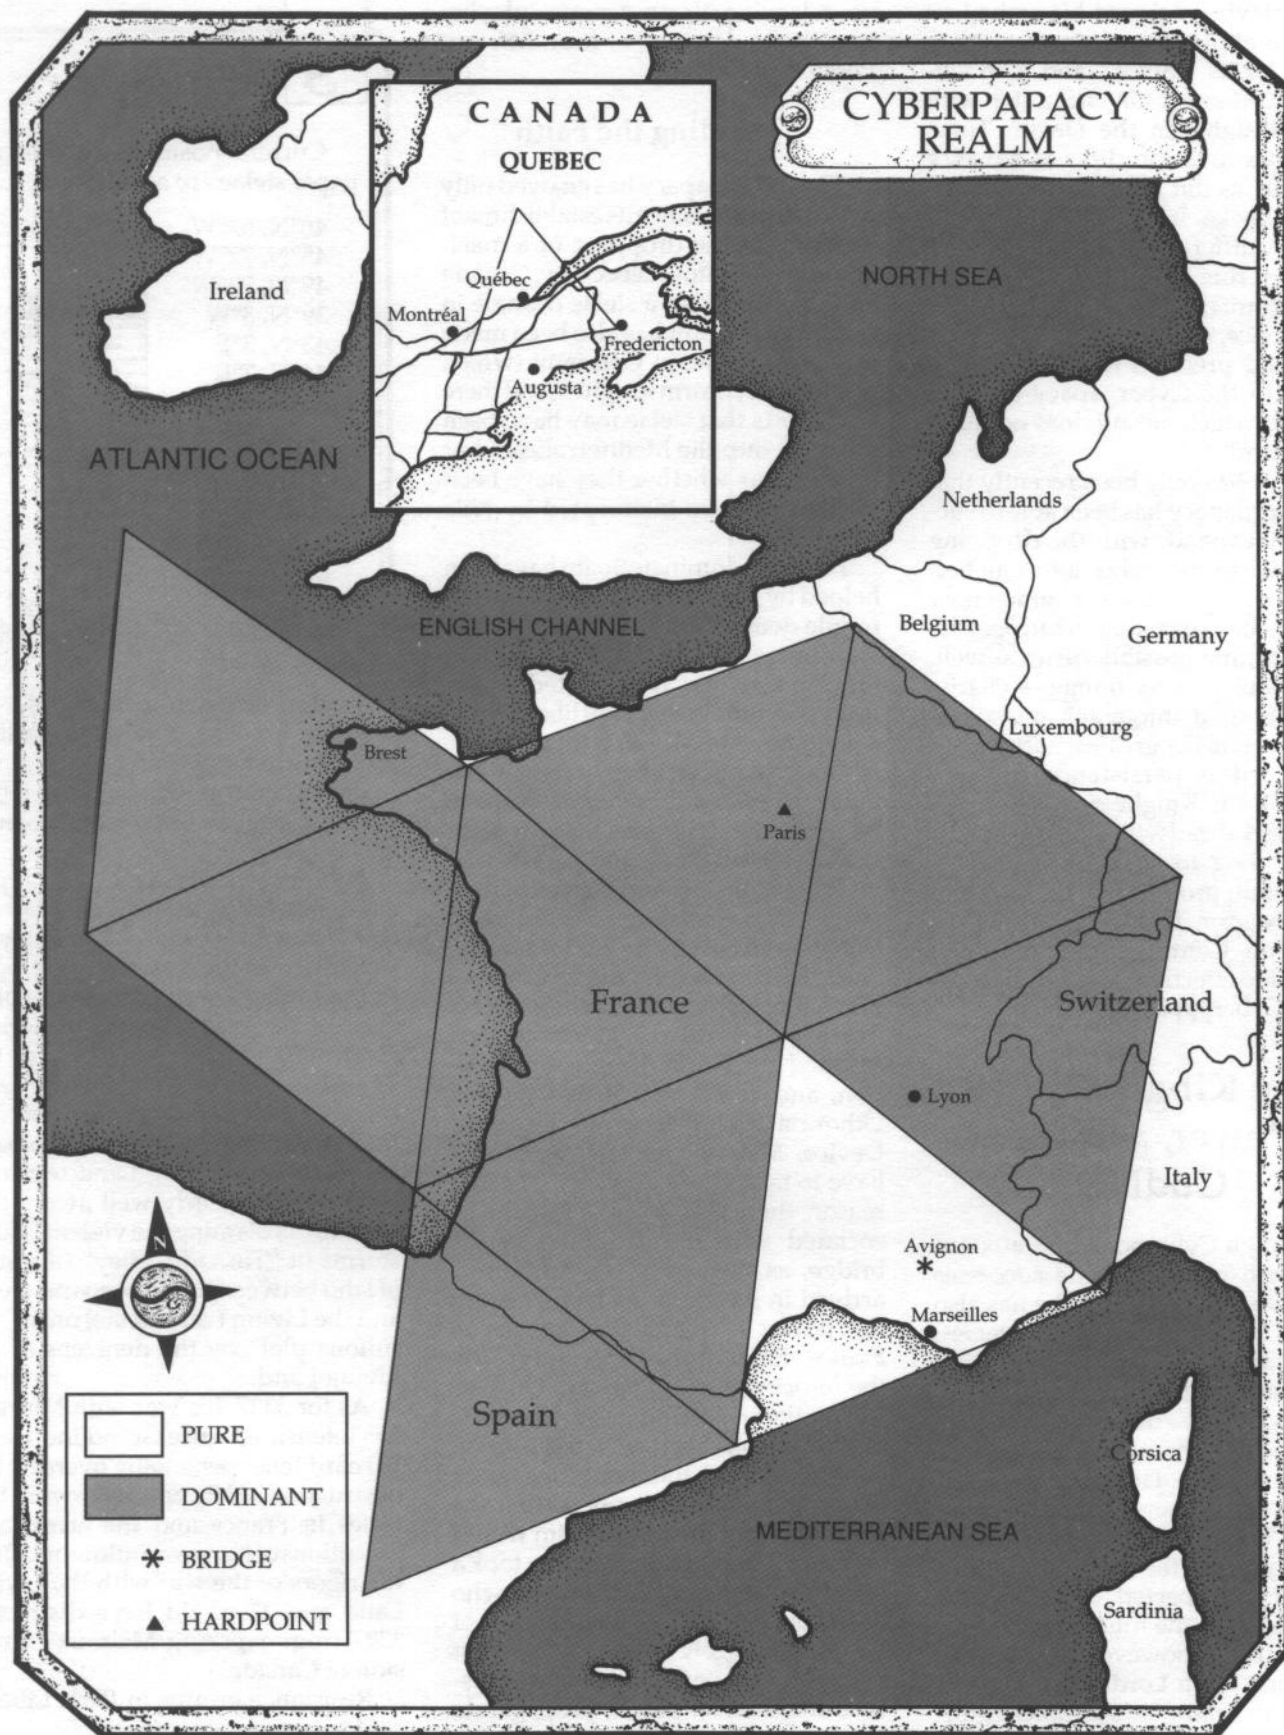 CYBERPAPACY
REALM
CANADA
QUEBEC
Québec
Montréal
Fredericton
Augusta
Ireland
NORTH SEA
ATLANTIC OCEAN
Netherlands
ENGLISH CHANNEL
Belgium
Germany
Luxembourg
Brest
Paris
France
Switzerland
Lyon
Italy
Avignon
Marseilles
N
Spain
Corsica
MEDITERRANEAN SEA
Sardinia
PURE
DOMINANT
BRIDGE
HARDPOINT